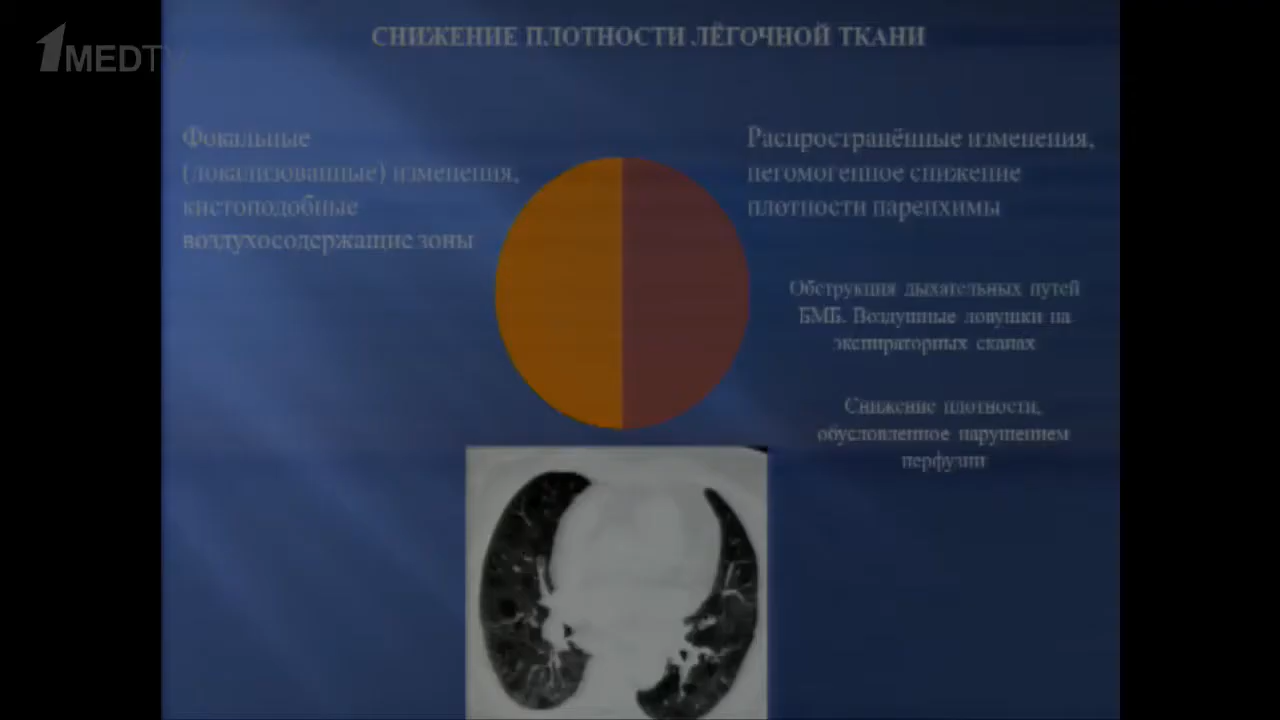 1MEDTV
СНИЖЕНИЕ ПЛОТНОСТИ ЛЁГОЧНОЙ ТКАНИ
Фокальные
(локализованные) изменения,
кистоподобные
воздухосодержащие зоны
Распространённые изменения,
негомогенное снижение
плотности паренхимы
Обструкция дыхательных путей
БМБ. Воздушные ловушки на
экспираторных сканах
Снижение плотности,
обусловленное нарушением
перфузии